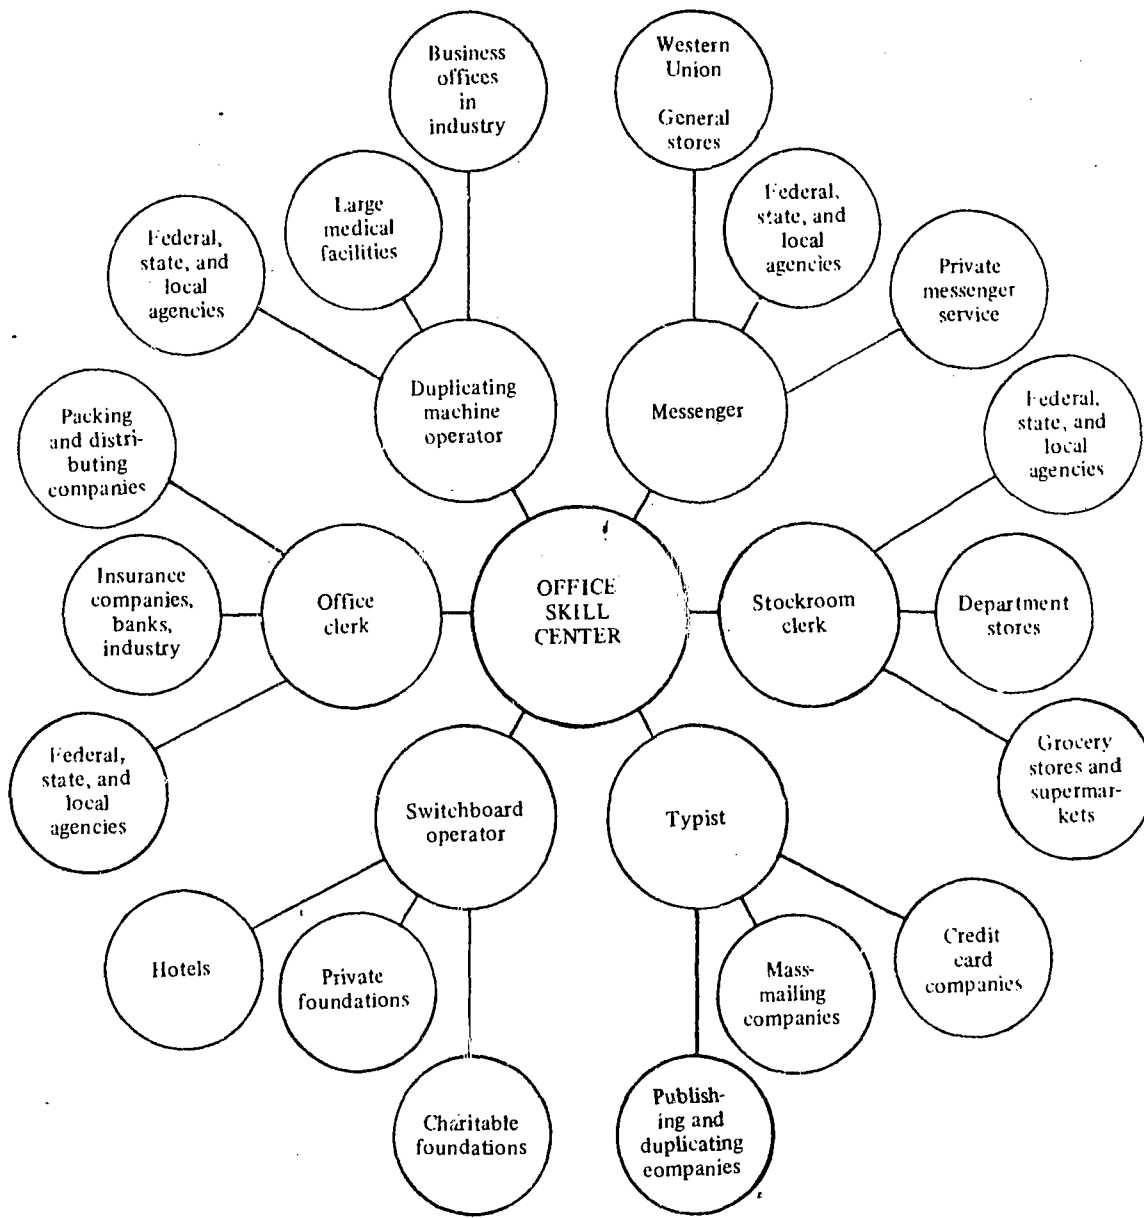 Business
offices
in
industry
Western
Union
General
stores
Large
medical
facilities
Federal,
state, and
local
agencies
Federal,
state, and
local
agencies
Private
messenger
service
Duplicating
machine
operator
Messenger
Packing
and distri-
buting
companies
Federal,
state, and
local
agencies
Insurance
companies,
banks,
industry
Office
clerk
OFFICE
SKILL
CENTER
Stockroom
clerk
Department
stores
Federal,
state, and
local
agencies
Switchboard
operator
Typist
Grocery
stores and
supermar-
kets
Hotels
Private
foundations
Mass-
mailing
companies
Credit
card
companies
Charitable
foundations
Publish-
ing and
duplicating
companies